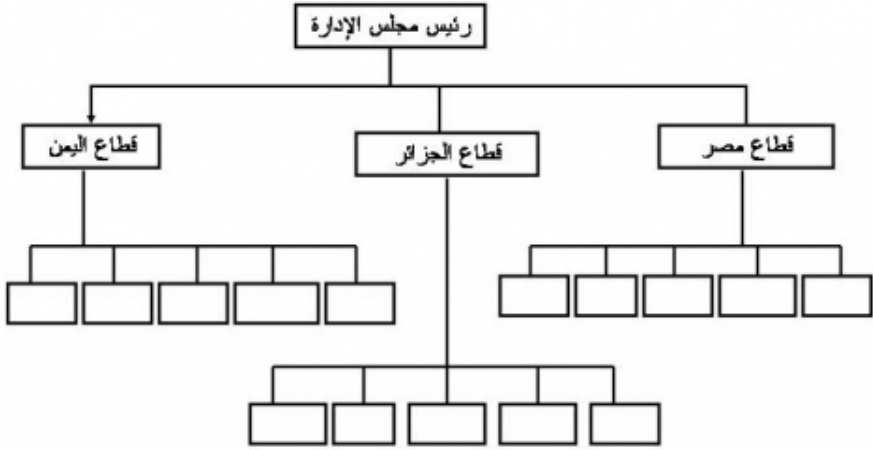 رئيس مجلس الإدارة
قطاع مصر
قطاع الجزائر
قطاع اليمن